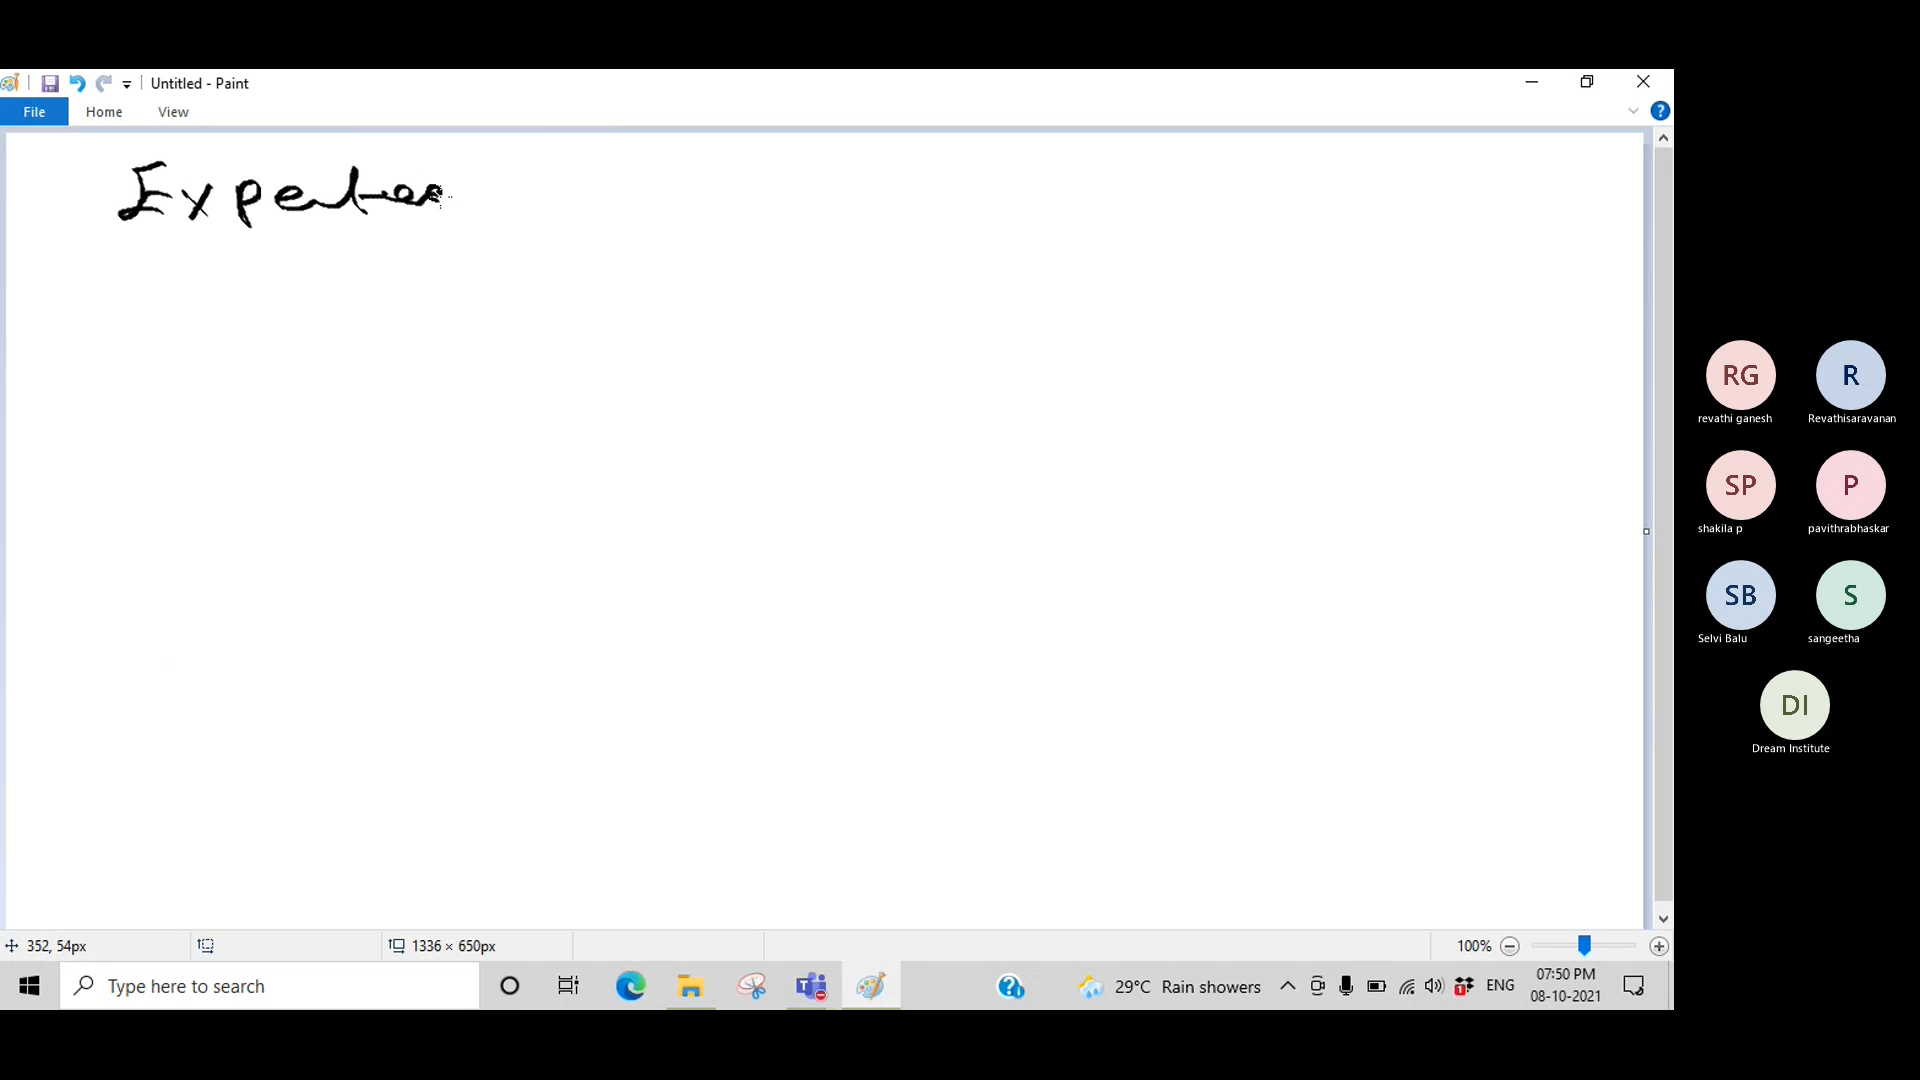 Untitled - Paint
File Home View
RG
revathi ganesh
R
Revathisaravanan
SP
shakila p
P
pavithrabhaskar
SB
Selvi Balu
S
sangeetha
DI
Dream Institute
352, 54px
1336 × 650px
100%
Type here to search
29°C Rain showers
ENG
07:50 PM
08-10-2021